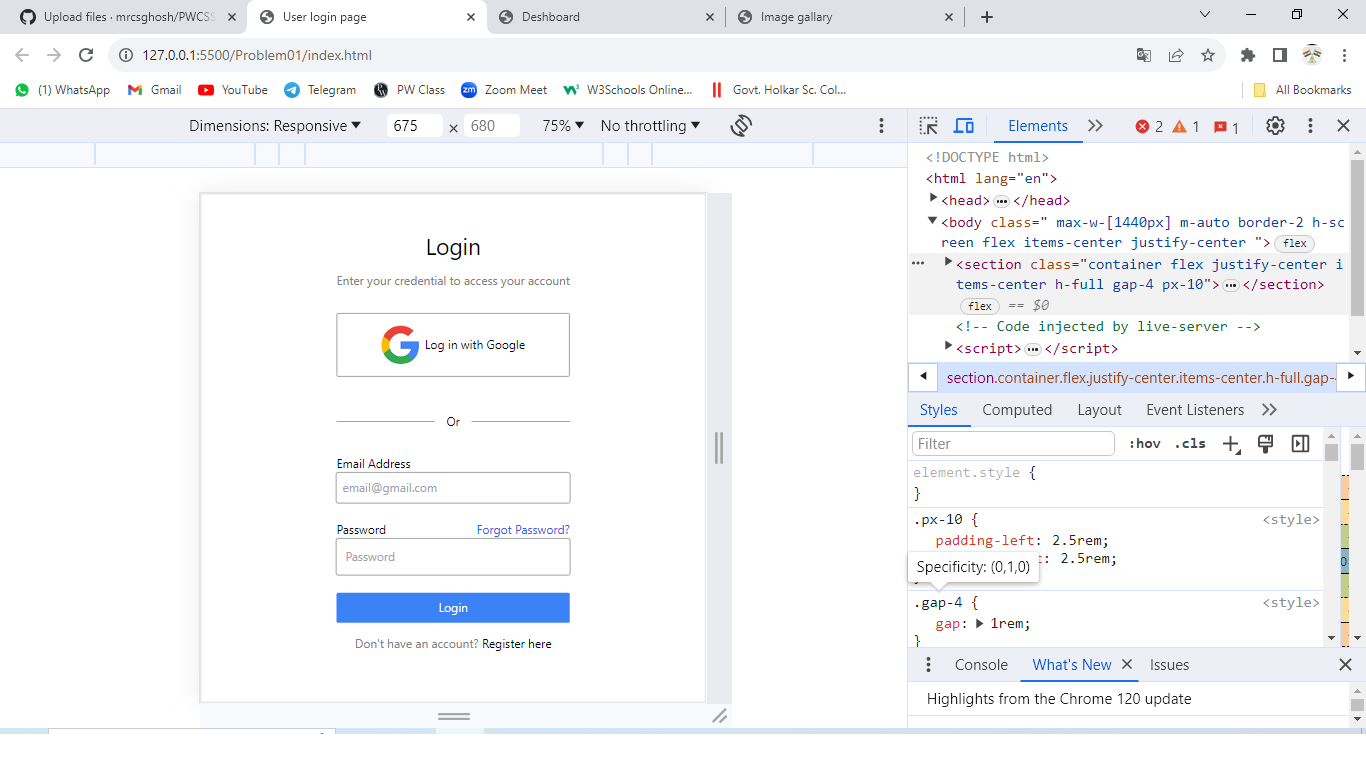 Upload files · mrcsghosh/PWCSS
User login page
Dashboard
Image gallary
127.0.0.1:5500/Problem01/index.html
(1) WhatsApp
Gmail
YouTube
Telegram
PW Class
zm
Zoom Meet
W3Schools Online...
Govt. Holkar Sc. Col...
All Bookmarks
Dimensions: Responsive
675 × 680
75%
No throttling
Elements
2
1
1
Login
Enter your credential to access your account
Log in with Google
Or
Email Address
email@gmail.com
Password Forgot Password?
Password
Login
Don't have an account? Register here
<!DOCTYPE html>
<html lang="en">
<head> ••• </head>
<body class=" max-w-[1440px] m-auto border-2 h-sc
reen flex items-center justify-center "> flex
••• <section class="container flex justify-center i
tems-center h-full gap-4 px-10"> ••• </section>
flex == $0
<!-- Code injected by live-server -->
<script> ••• </script>
section.container.flex.justify-center.items-center.h-full.gap-
Styles Computed Layout Event Listeners
Filter :hov .cls
element.style {
}
.px-10 { <style>
padding-left: 2.5rem;
: 2.5rem;
Specificity: (0,1,0)
.gap-4 { <style>
gap: 1rem;
}
Console What's New Issues
Highlights from the Chrome 120 update